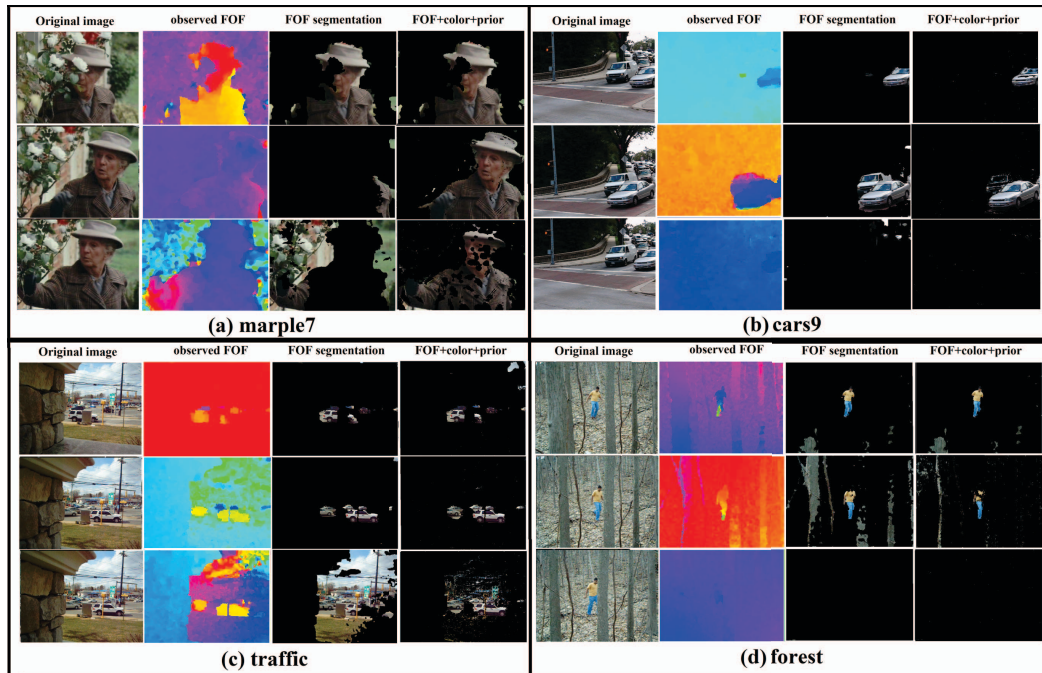 Original image observed FOF FOF segmentation FOF+color+prior
(a) marple7
Original image observed FOF FOF segmentation FOF+color+prior
(b) cars9
Original image observed FOF FOF segmentation FOF+color+prior
(c) traffic
Original image observed FOF FOF segmentation FOF+color+prior
(d) forest